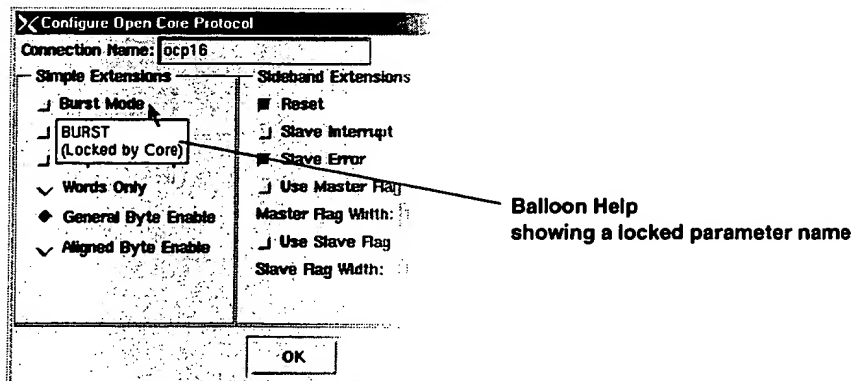 Configure Open Core Protocol
Connection Name: ocp16
Simple Extensions
Burst Mode
BURST
(Locked by Core)
Words Only
General Byte Enable
Aligned Byte Enable
Sideband Extensions
Reset
Slave Interrupt
Slave Error
Use Master Flag
Master Flag Width:
Use Slave Flag
Slave Flag Width:
OK
Balloon Help
showing a locked parameter name